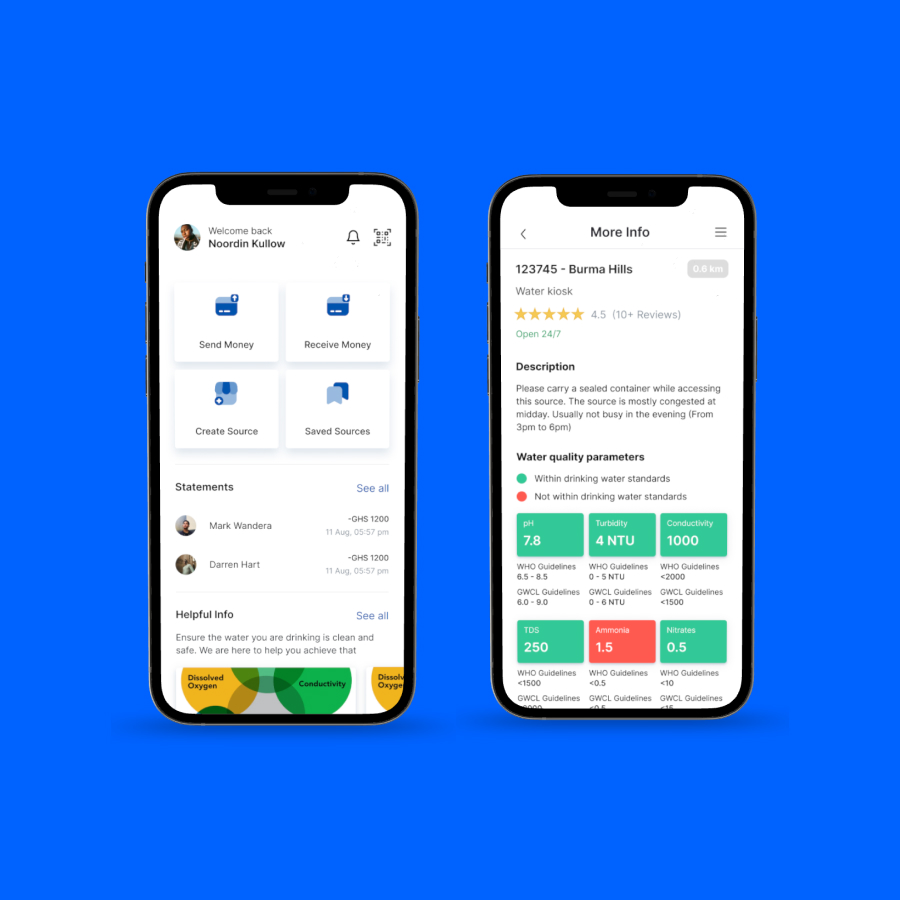 Welcome back
Noordin Kullow
Send Money
Receive Money
Create Source
Saved Sources
Statements
See all
Mark Wandera
-GHS 1200
11 Aug, 05:57 pm
Darren Hart
-GHS 1200
11 Aug, 05:57 pm
Helpful Info
See all
Ensure the water you are drinking is clean and
safe. We are here to help you achieve that
Dissolved
Oxygen
Conductivity
Dissolv
Oxyge
More Info
123745 - Burma Hills
0.6 km
Water kiosk
4.5 (10+ Reviews)
Open 24/7
Description
Please carry a sealed container while accessing
this source. The source is mostly congested at
midday. Usually not busy in the evening (From
3pm to 6pm)
Water quality parameters
Within drinking water standards
Not within drinking water standards
pH
7.8
Turbidity
4 NTU
Conductivity
1000
WHO Guidelines
6.5 - 8.5
WHO Guidelines
0 - 5 NTU
WHO Guidelines
<2000
GWCL Guidelines
6.0 - 9.0
GWCL Guidelines
0 - 6 NTU
GWCL Guidelines
<1500
TDS
250
Ammonia
1.5
Nitrates
0.5
WHO Guidelines
<1500
WHO Guidelines
<0.5
WHO Guidelines
<10
GWCL Guidelines
GWCL Guidelines
GWCL Guidelines